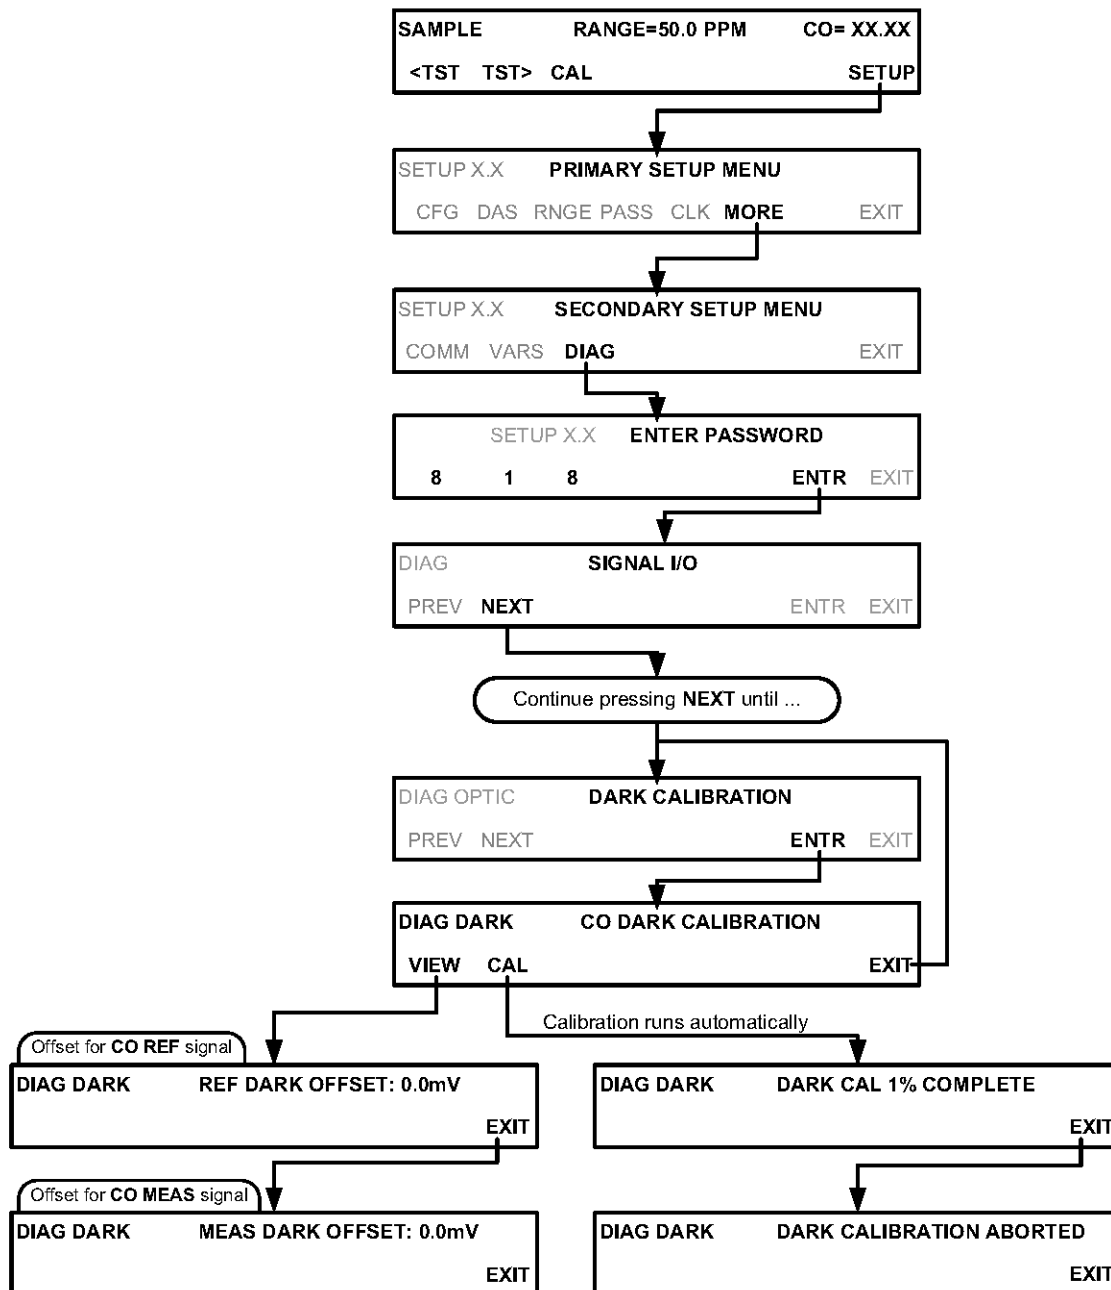 SAMPLE RANGE=50.0 PPM CO= XX.XX
<TST TST> CAL SETUP
SETUP X.X PRIMARY SETUP MENU
CFG DAS RNGE PASS CLK MORE EXIT
SETUP X.X SECONDARY SETUP MENU
COMM VARS DIAG EXIT
SETUP X.X ENTER PASSWORD
8 1 8 ENTR EXIT
DIAG SIGNAL I/O
PREV NEXT ENTR EXIT
Continue pressing NEXT until ...
DIAG OPTIC DARK CALIBRATION
PREV NEXT ENTR EXIT
DIAG DARK CO DARK CALIBRATION
VIEW CAL EXIT
Calibration runs automatically
Offset for CO REF signal
DIAG DARK REF DARK OFFSET: 0.0mV
EXIT
DIAG DARK DARK CAL 1% COMPLETE
EXIT
Offset for CO MEAS signal
DIAG DARK MEAS DARK OFFSET: 0.0mV
EXIT
DIAG DARK DARK CALIBRATION ABORTED
EXIT